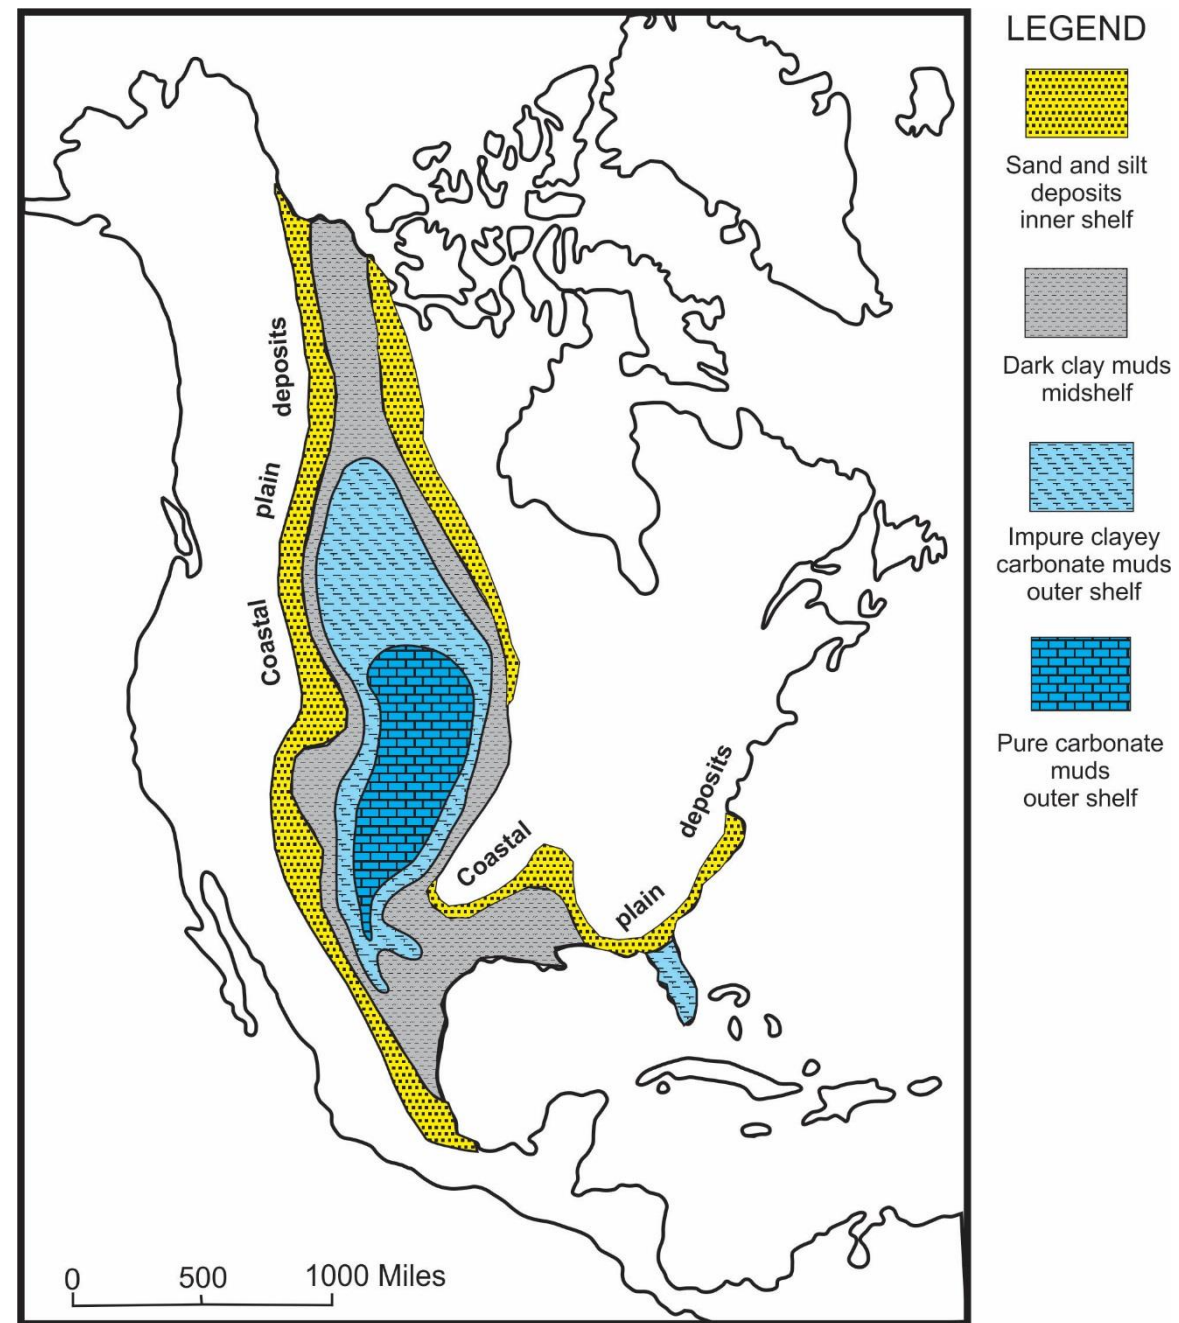 LEGEND
Sand and silt
deposits
inner shelf
Dark clay muds
midshelf
Impure clayey
carbonate muds
outer shelf
Pure carbonate
muds
outer shelf
Coastal plain deposits
Coastal plain deposits
0 500 1000 Miles